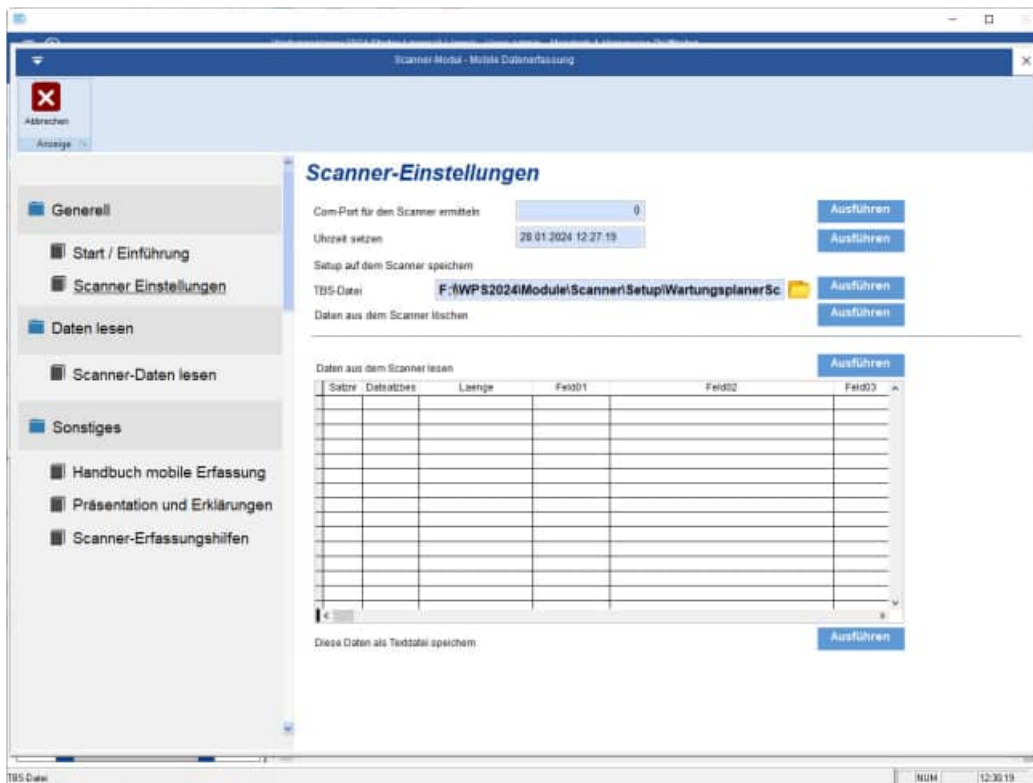 Scanner-Modul - Mobile Datenerfassung
Abbrechen
Anzeige
Generell
Start / Einführung
Scanner Einstellungen
Daten lesen
Scanner-Daten lesen
Sonstiges
Handbuch mobile Erfassung
Präsentation und Erklärungen
Scanner-Erfassungshilfen
Scanner-Einstellungen
Com-Port für den Scanner ermitteln 0 Ausführen
Uhrzeit setzen 28.01.2024 12:27:19 Ausführen
Setup auf dem Scanner speichern
TBS-Datei F:\WPS2024\Module\Scanner\Setup\WartungsplanerSc Ausführen
Daten aus dem Scanner löschen Ausführen
Daten aus dem Scanner lesen Ausführen
Satznr Datsatzbes Laenge Feld01 Feld02 Feld03
Diese Daten als Textdatei speichern Ausführen
TBS Datei NUM 12:30:19